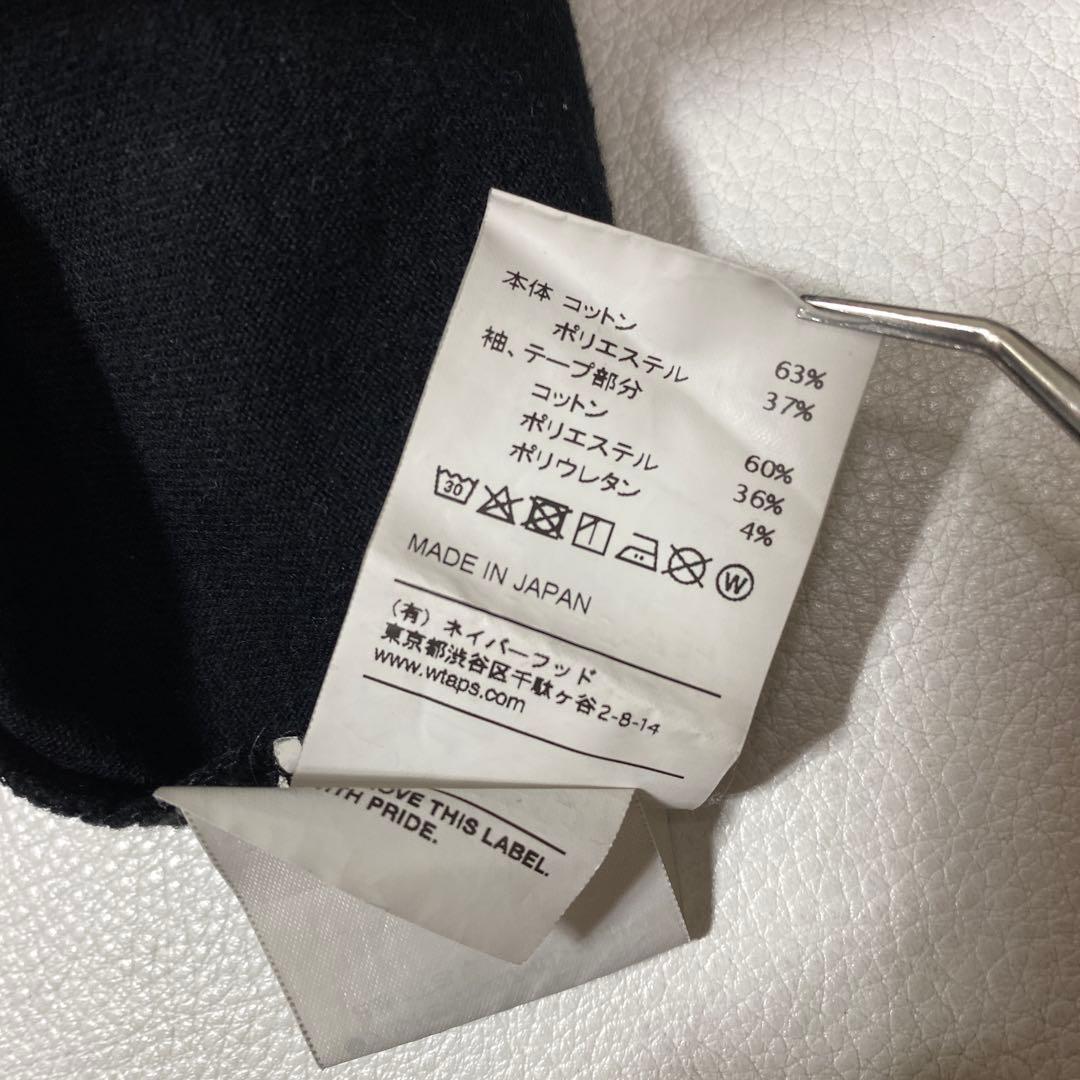 本体 コットン 63%
ポリエステル 37%
袖、テープ部分
コットン 60%
ポリエステル 36%
ポリウレタン 4%
30 W
MADE IN JAPAN
(有) ネイバーフッド
東京都渋谷区千駄ヶ谷2-8-14
www.wtaps.com
THIS LABEL.
PRIDE.